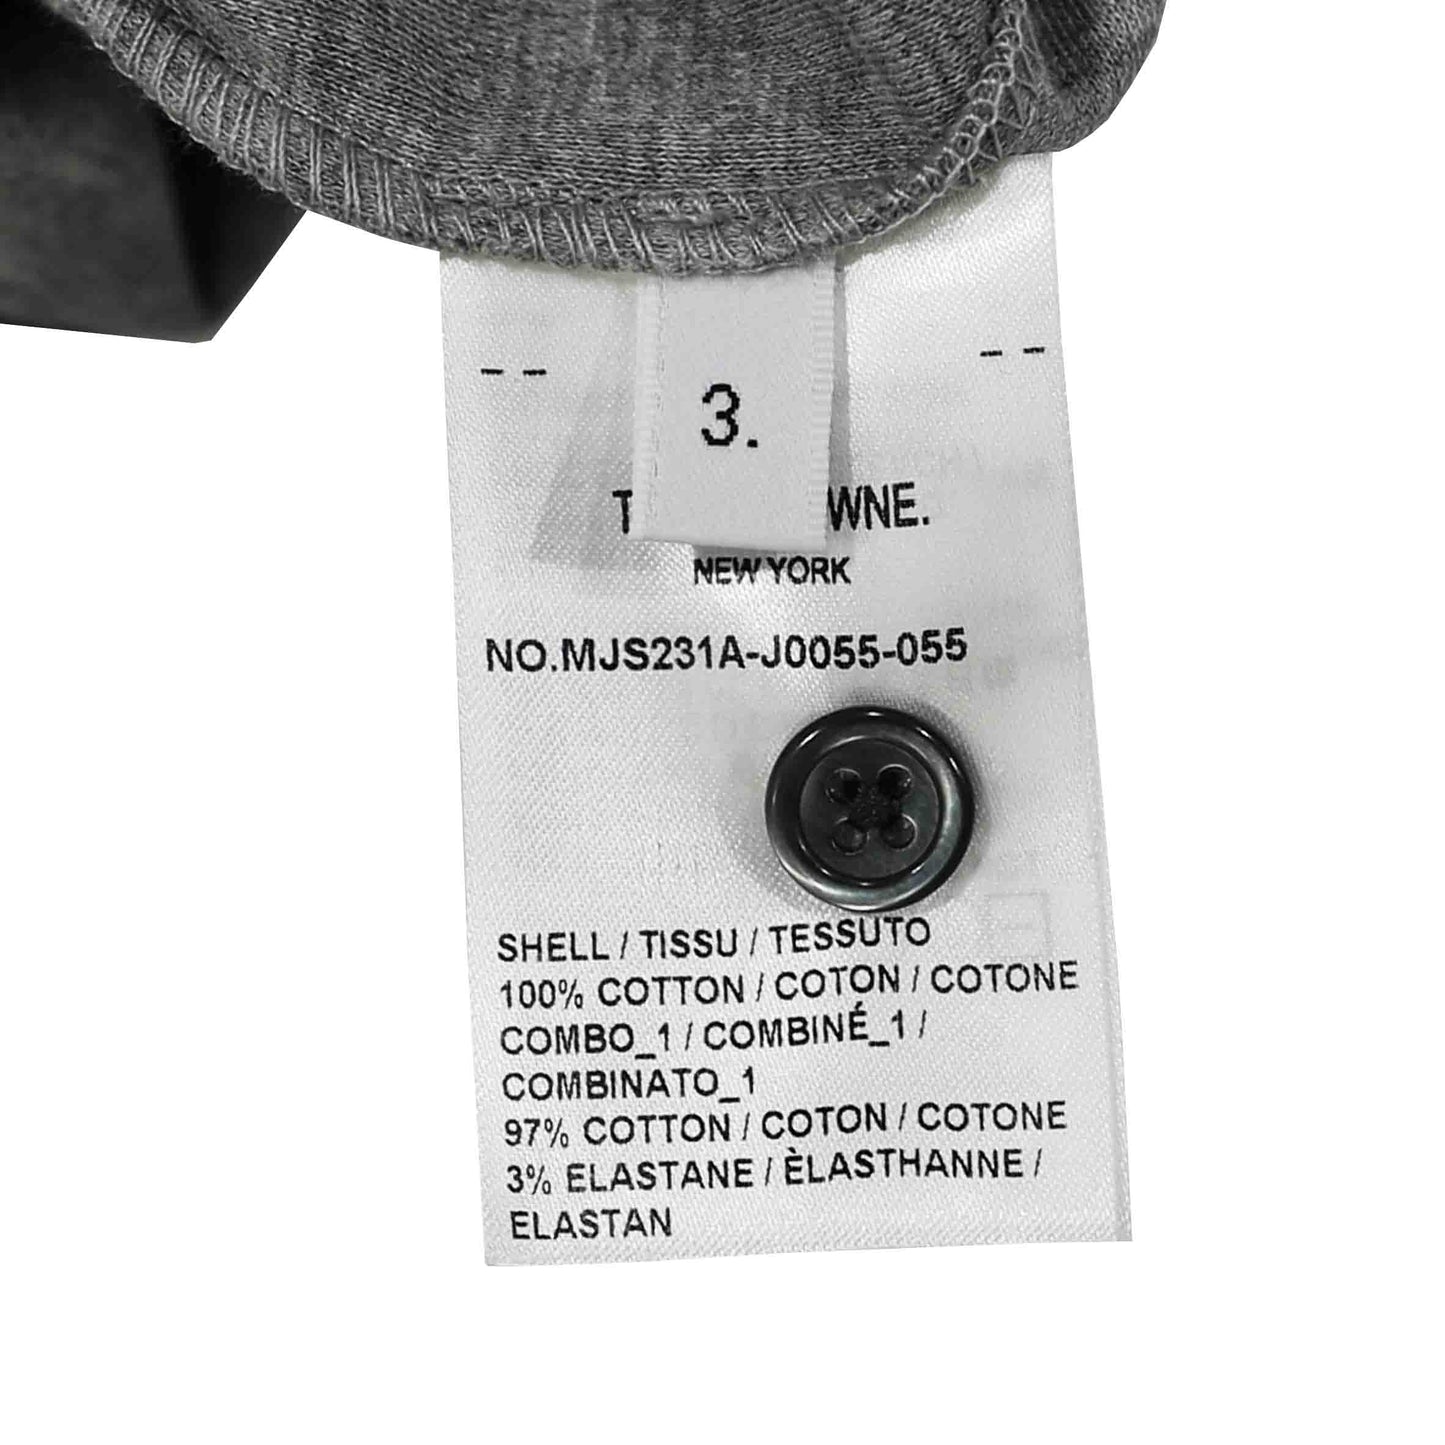 -- --
3.
T WNE.
NEW YORK
NO.MJS231A-J0055-055
SHELL / TISSU / TESSUTO
100% COTTON / COTON / COTONE
COMBO_1 / COMBINÉ_1 /
COMBINATO_1
97% COTTON / COTON / COTONE
3% ELASTANE / ÈLASTHANNE /
ELASTAN